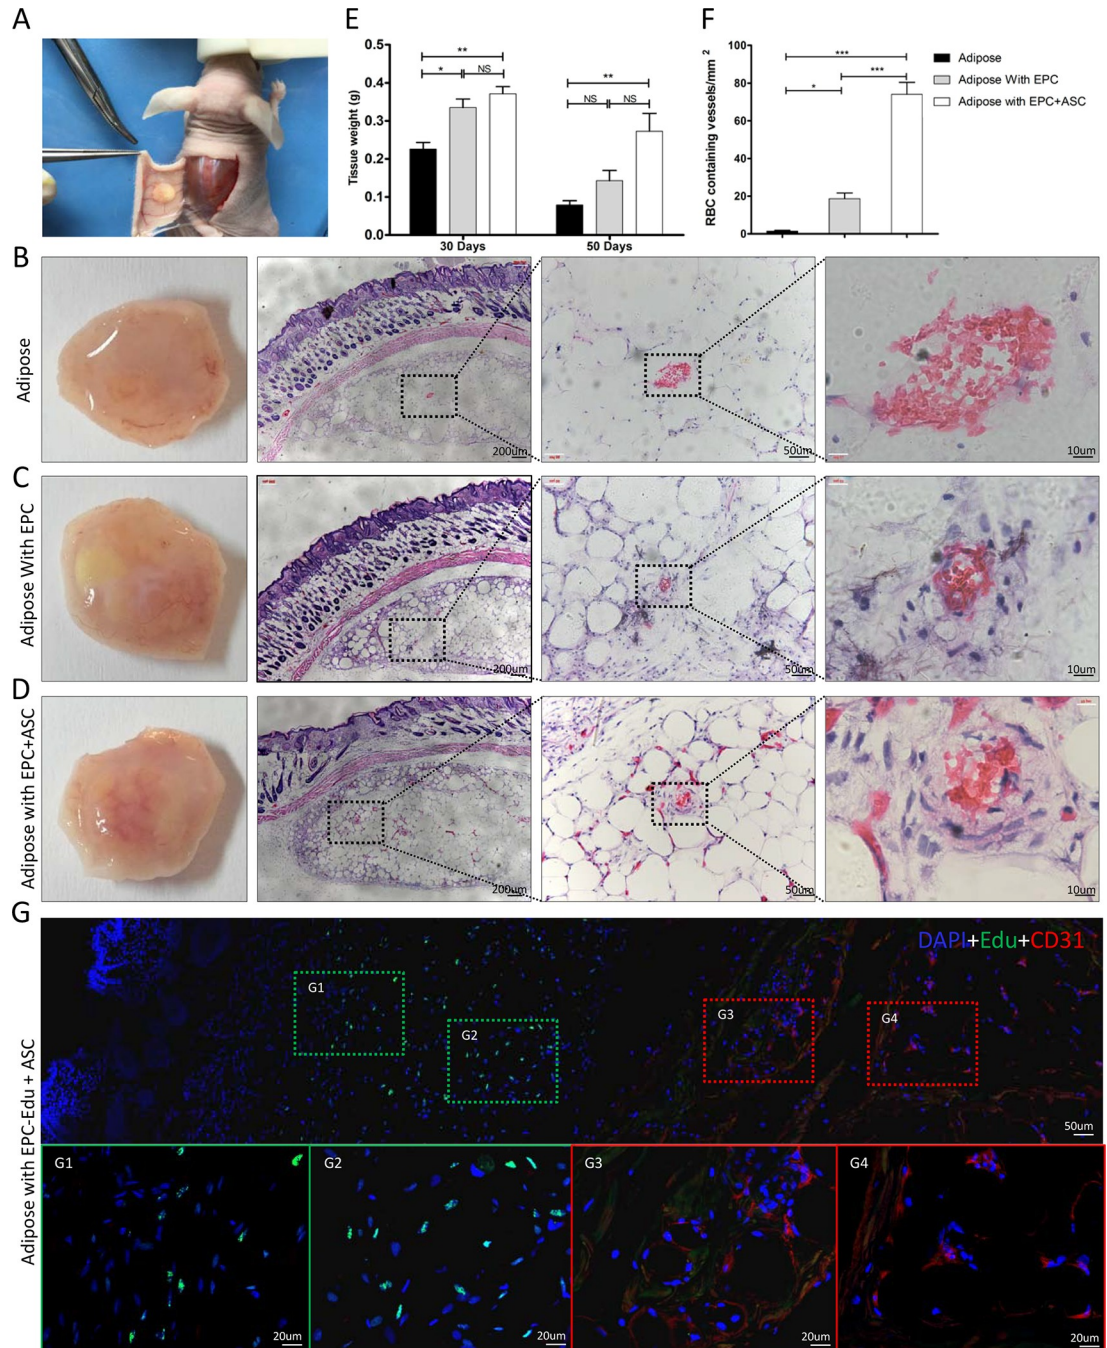 A
E
F
0.5
0.4
0.3
0.2
0.1
0.0
Tissue weight (g)
**
*
NS
**
NS
NS
30 Days
50 Days
100
80
60
40
20
0
RBC containing vessels/mm²
***
***
*
Adipose
Adipose With EPC
Adipose with EPC+ASC
B
Adipose
200um
50um
10um
C
Adipose With EPC
200um
50um
10um
D
Adipose with EPC+ASC
200um
50um
10um
G
Adipose with EPC-Edu + ASC
DAPI+Edu+CD31
G1
G2
G3
G4
50um
G1
G2
G3
G4
20um
20um
20um
20um